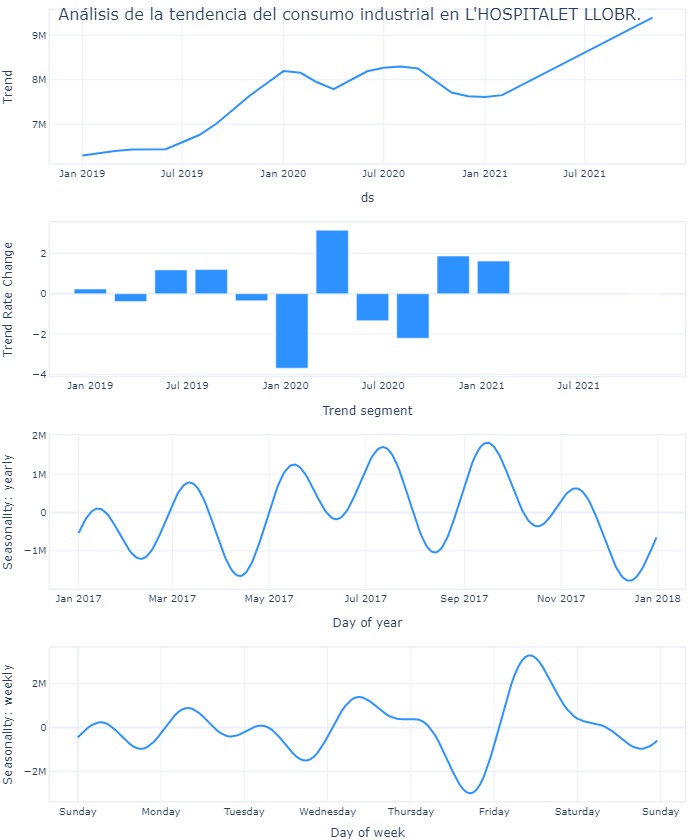 Análisis de la tendencia del consumo industrial en L'HOSPITALET LLOBR.
Trend
9M
8M
7M
Jan 2019 Jul 2019 Jan 2020 Jul 2020 Jan 2021 Jul 2021
ds
Trend Rate Change
2
0
−2
−4
Jan 2019 Jul 2019 Jan 2020 Jul 2020 Jan 2021 Jul 2021
Trend segment
Seasonality: yearly
2M
1M
0
−1M
Jan 2017 Mar 2017 May 2017 Jul 2017 Sep 2017 Nov 2017 Jan 2018
Day of year
Seasonality: weekly
2M
0
−2M
Sunday Monday Tuesday Wednesday Thursday Friday Saturday Sunday
Day of week